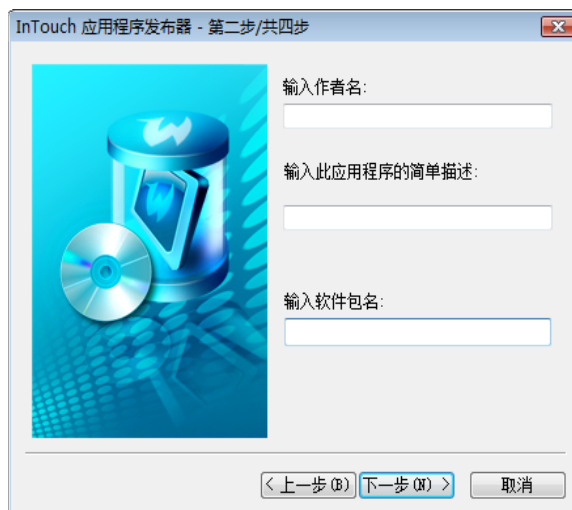 InTouch 应用程序发布器 - 第二步/共四步
输入作者名:
输入此应用程序的简单描述:
输入软件包名:
< 上一步(B) 下一步(N) > 取消